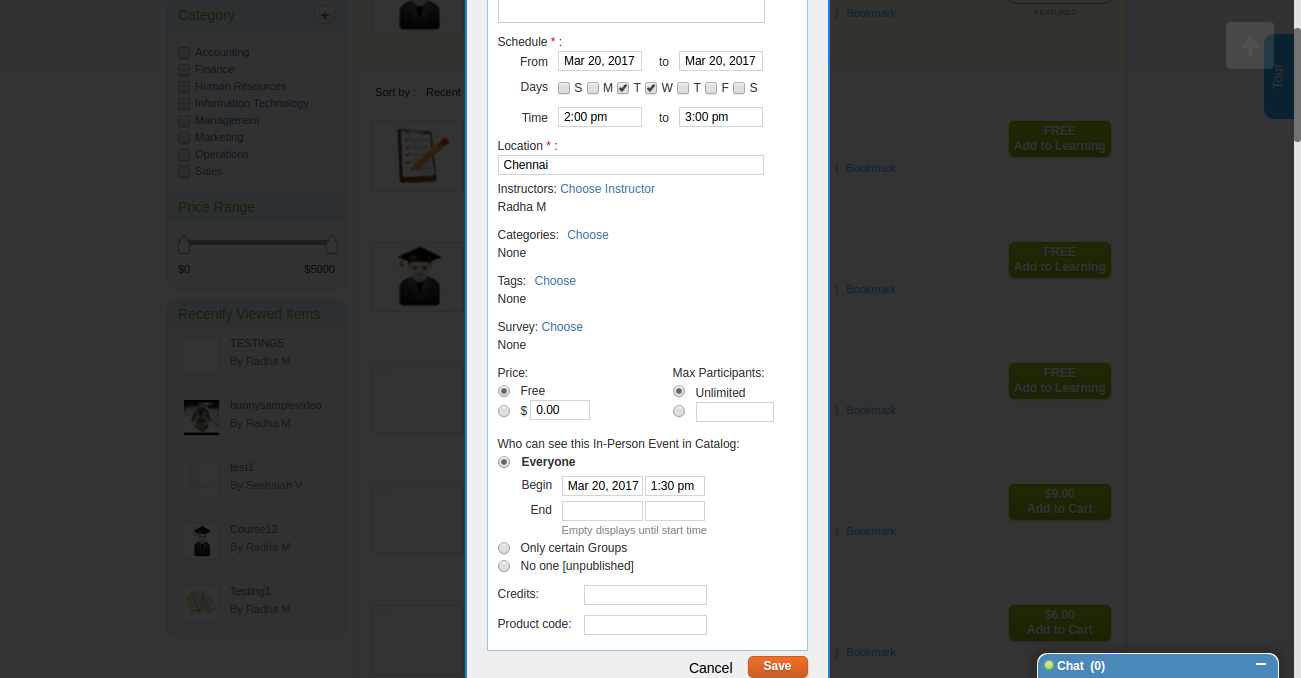 Category
+
Accounting
Finance
Human Resources
Information Technology
Management
Marketing
Operations
Sales
Price Range
$0 $5000
Recently Viewed Items
TESTING5
By Radha M
bunnysamplevideo
By Radha M
test1
By Seshaiah V
Course12
By Radha M
Testing1
By Radha M
Sort by : Recent
Schedule * :
From Mar 20, 2017 to Mar 20, 2017
Days S M T W T F S
Time 2:00 pm to 3:00 pm
Location * :
Chennai
Instructors: Choose Instructor
Radha M
Categories: Choose
None
Tags: Choose
None
Survey: Choose
None
Price: Max Participants:
Free Unlimited
$ 0.00
Who can see this In-Person Event in Catalog:
Everyone
Begin Mar 20, 2017 1:30 pm
End
Empty displays until start time
Only certain Groups
No one [unpublished]
Credits:
Product code:
Cancel Save
| Bookmark
FEATURED
Tour
FREE
Add to Learning
| Bookmark
FREE
Add to Learning
| Bookmark
FREE
Add to Learning
| Bookmark
$9.00
Add to Cart
| Bookmark
$6.00
Add to Cart
| Bookmark
Chat (0)